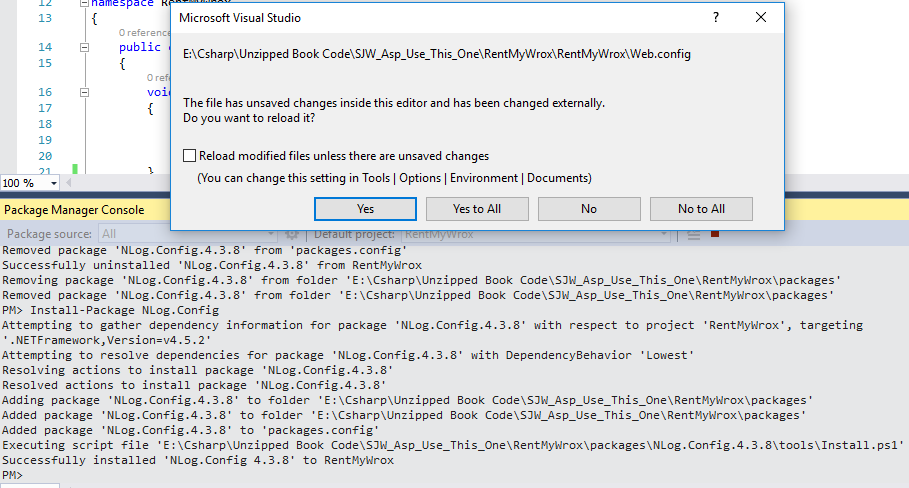 12 namespace RentMyWrox
13 {
0 reference
14 public
15 {
0 ref
16 void
17 {
18
19
20
21 }
100 %
Microsoft Visual Studio
?
E:\Csharp\Unzipped Book Code\SJW_Asp_Use_This_One\RentMyWrox\RentMyWrox\Web.config
The file has unsaved changes inside this editor and has been changed externally.
Do you want to reload it?
Reload modified files unless there are unsaved changes
(You can change this setting in Tools | Options | Environment | Documents)
Yes Yes to All No No to All
Package Manager Console
Package source: All Default project: RentMyWrox
Removed package 'NLog.Config.4.3.8' from 'packages.config'
Successfully uninstalled 'NLog.Config.4.3.8' from RentMyWrox
Removing package 'NLog.Config.4.3.8' from folder 'E:\Csharp\Unzipped Book Code\SJW_Asp_Use_This_One\RentMyWrox\packages'
Removed package 'NLog.Config.4.3.8' from folder 'E:\Csharp\Unzipped Book Code\SJW_Asp_Use_This_One\RentMyWrox\packages'
PM> Install-Package NLog.Config
Attempting to gather dependency information for package 'NLog.Config.4.3.8' with respect to project 'RentMyWrox', targeting
'.NETFramework,Version=v4.5.2'
Attempting to resolve dependencies for package 'NLog.Config.4.3.8' with DependencyBehavior 'Lowest'
Resolving actions to install package 'NLog.Config.4.3.8'
Resolved actions to install package 'NLog.Config.4.3.8'
Adding package 'NLog.Config.4.3.8' to folder 'E:\Csharp\Unzipped Book Code\SJW_Asp_Use_This_One\RentMyWrox\packages'
Added package 'NLog.Config.4.3.8' to folder 'E:\Csharp\Unzipped Book Code\SJW_Asp_Use_This_One\RentMyWrox\packages'
Added package 'NLog.Config.4.3.8' to 'packages.config'
Executing script file 'E:\Csharp\Unzipped Book Code\SJW_Asp_Use_This_One\RentMyWrox\packages\NLog.Config.4.3.8\tools\Install.ps1'
Successfully installed 'NLog.Config 4.3.8' to RentMyWrox
PM>